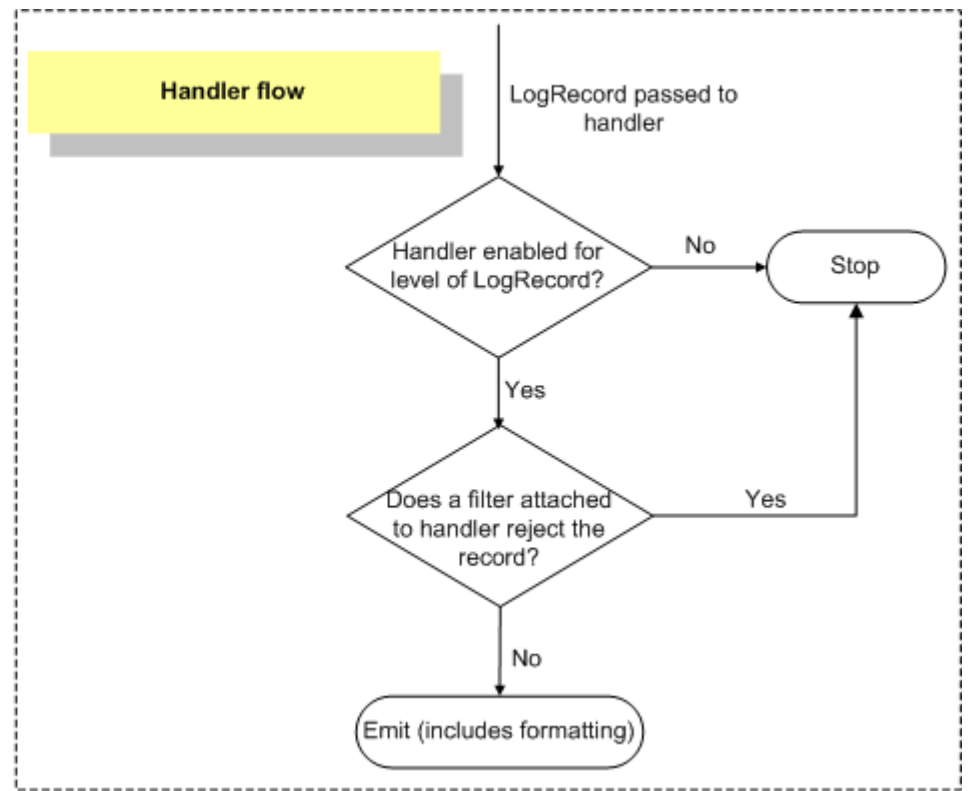 Handler flow
LogRecord passed to
handler
Handler enabled for
level of LogRecord?
No
Stop
Yes
Does a filter attached
to handler reject the
record?
Yes
No
Emit (includes formatting)